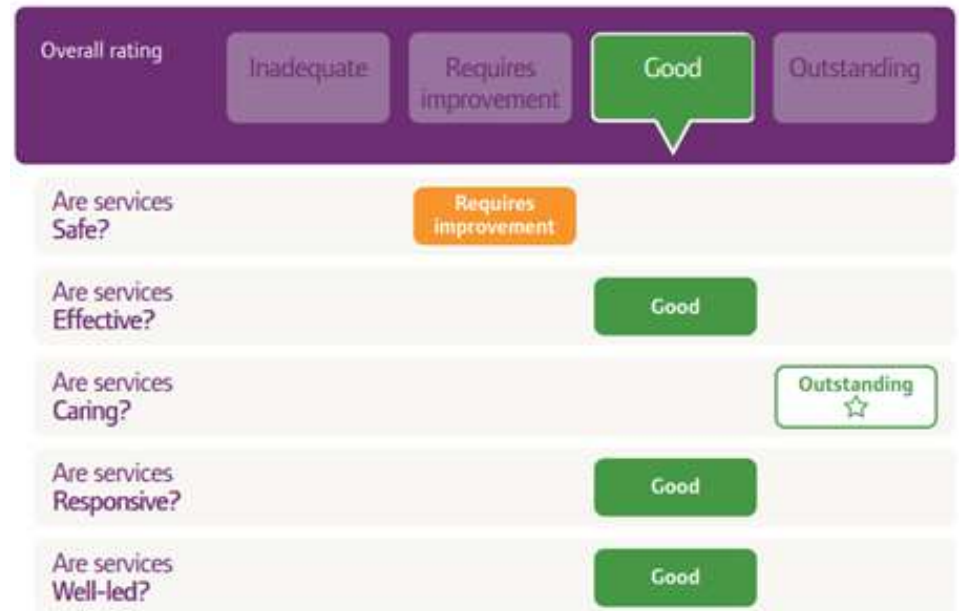 Overall rating
Inadequate
Requires
improvement
Good
Outstanding
Are services
Safe?
Requires
improvement
Are services
Effective?
Good
Are services
Caring?
Outstanding
Are services
Responsive?
Good
Are services
Well-led?
Good